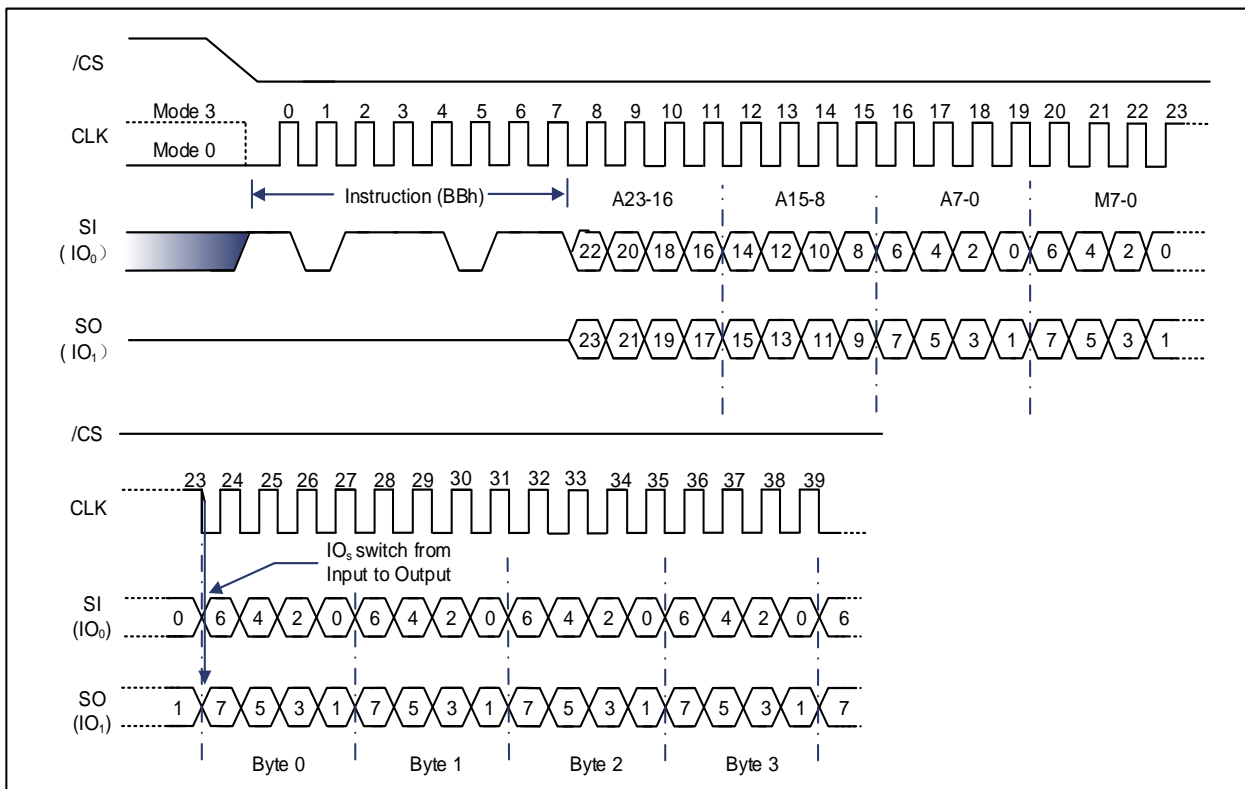 /CS
Mode 3
0 1 2 3 4 5 6 7 8 9 10 11 12 13 14 15 16 17 18 19 20 21 22 23
CLK
Mode 0
Instruction (BBh) A23-16 A15-8 A7-0 M7-0
SI
( IO₀ )
22 20 18 16 14 12 10 8 6 4 2 0 6 4 2 0
SO
( IO₁ )
23 21 19 17 15 13 11 9 7 5 3 1 7 5 3 1
/CS
23 24 25 26 27 28 29 30 31 32 33 34 35 36 37 38 39
CLK
IOₛ switch from
Input to Output
SI
(IO₀)
0 6 4 2 0 6 4 2 0 6 4 2 0 6 4 2 0 6
SO
(IO₁)
1 7 5 3 1 7 5 3 1 7 5 3 1 7 5 3 1 7
Byte 0 Byte 1 Byte 2 Byte 3